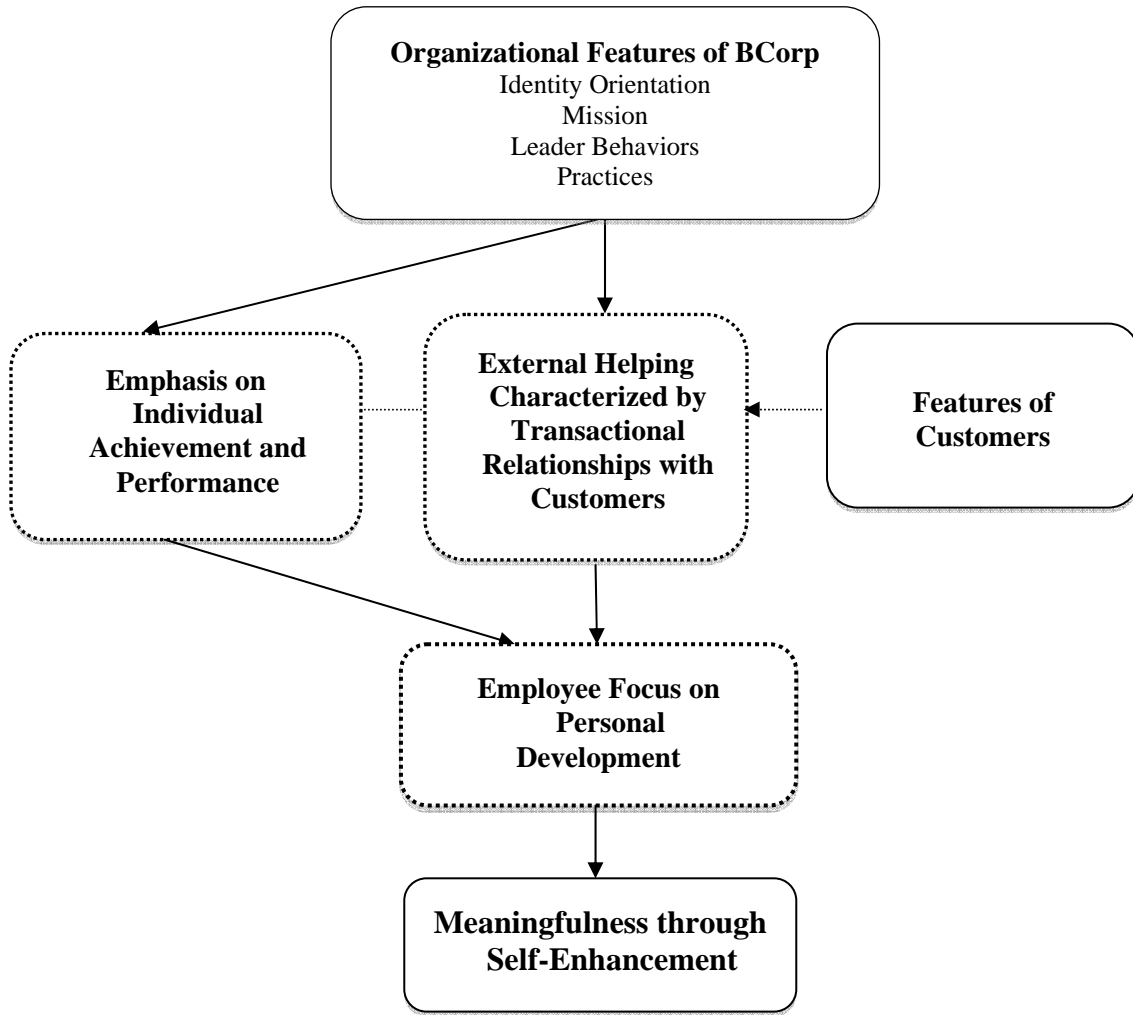 Organizational Features of BCorp
Identity Orientation
Mission
Leader Behaviors
Practices
Emphasis on
Individual
Achievement and
Performance
External Helping
Characterized by
Transactional
Relationships with
Customers
Features of
Customers
Employee Focus on
Personal
Development
Meaningfulness through
Self-Enhancement